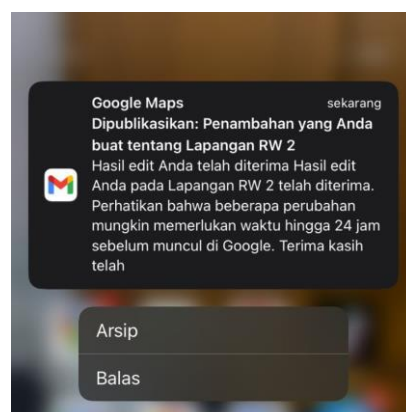 Google Maps
sekarang
Dipublikasikan: Penambahan yang Anda
buat tentang Lapangan RW 2
Hasil edit Anda telah diterima Hasil edit
Anda pada Lapangan RW 2 telah diterima.
Perhatikan bahwa beberapa perubahan
mungkin memerlukan waktu hingga 24 jam
sebelum muncul di Google. Terima kasih
telah
Arsip
Balas